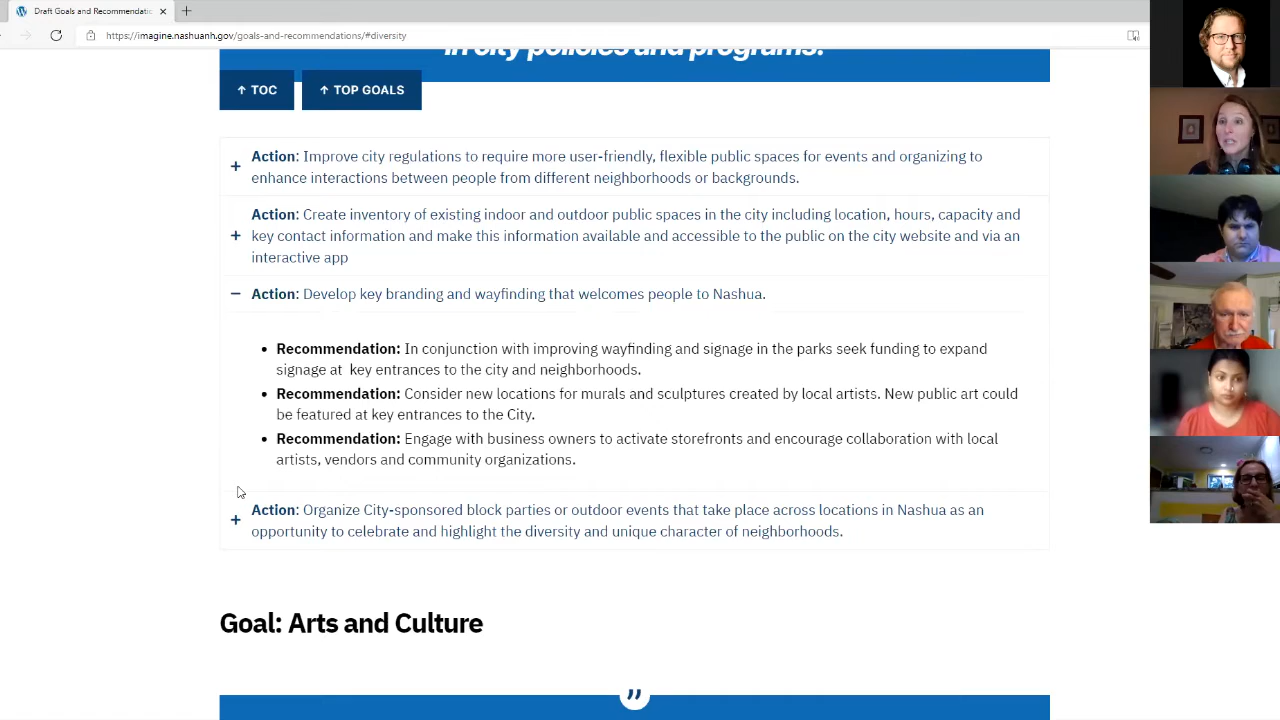 Draft Goals and Recommendatio
https://imagine.nashuanh.gov/goals-and-recommendations/#diversity
in city policies and programs.
↑ TOC
↑ TOP GOALS
+ Action: Improve city regulations to require more user-friendly, flexible public spaces for events and organizing to
enhance interactions between people from different neighborhoods or backgrounds.
+ Action: Create inventory of existing indoor and outdoor public spaces in the city including location, hours, capacity and
key contact information and make this information available and accessible to the public on the city website and via an
interactive app
− Action: Develop key branding and wayfinding that welcomes people to Nashua.
• Recommendation: In conjunction with improving wayfinding and signage in the parks seek funding to expand
signage at key entrances to the city and neighborhoods.
• Recommendation: Consider new locations for murals and sculptures created by local artists. New public art could
be featured at key entrances to the City.
• Recommendation: Engage with business owners to activate storefronts and encourage collaboration with local
artists, vendors and community organizations.
+ Action: Organize City-sponsored block parties or outdoor events that take place across locations in Nashua as an
opportunity to celebrate and highlight the diversity and unique character of neighborhoods.
Goal: Arts and Culture
”